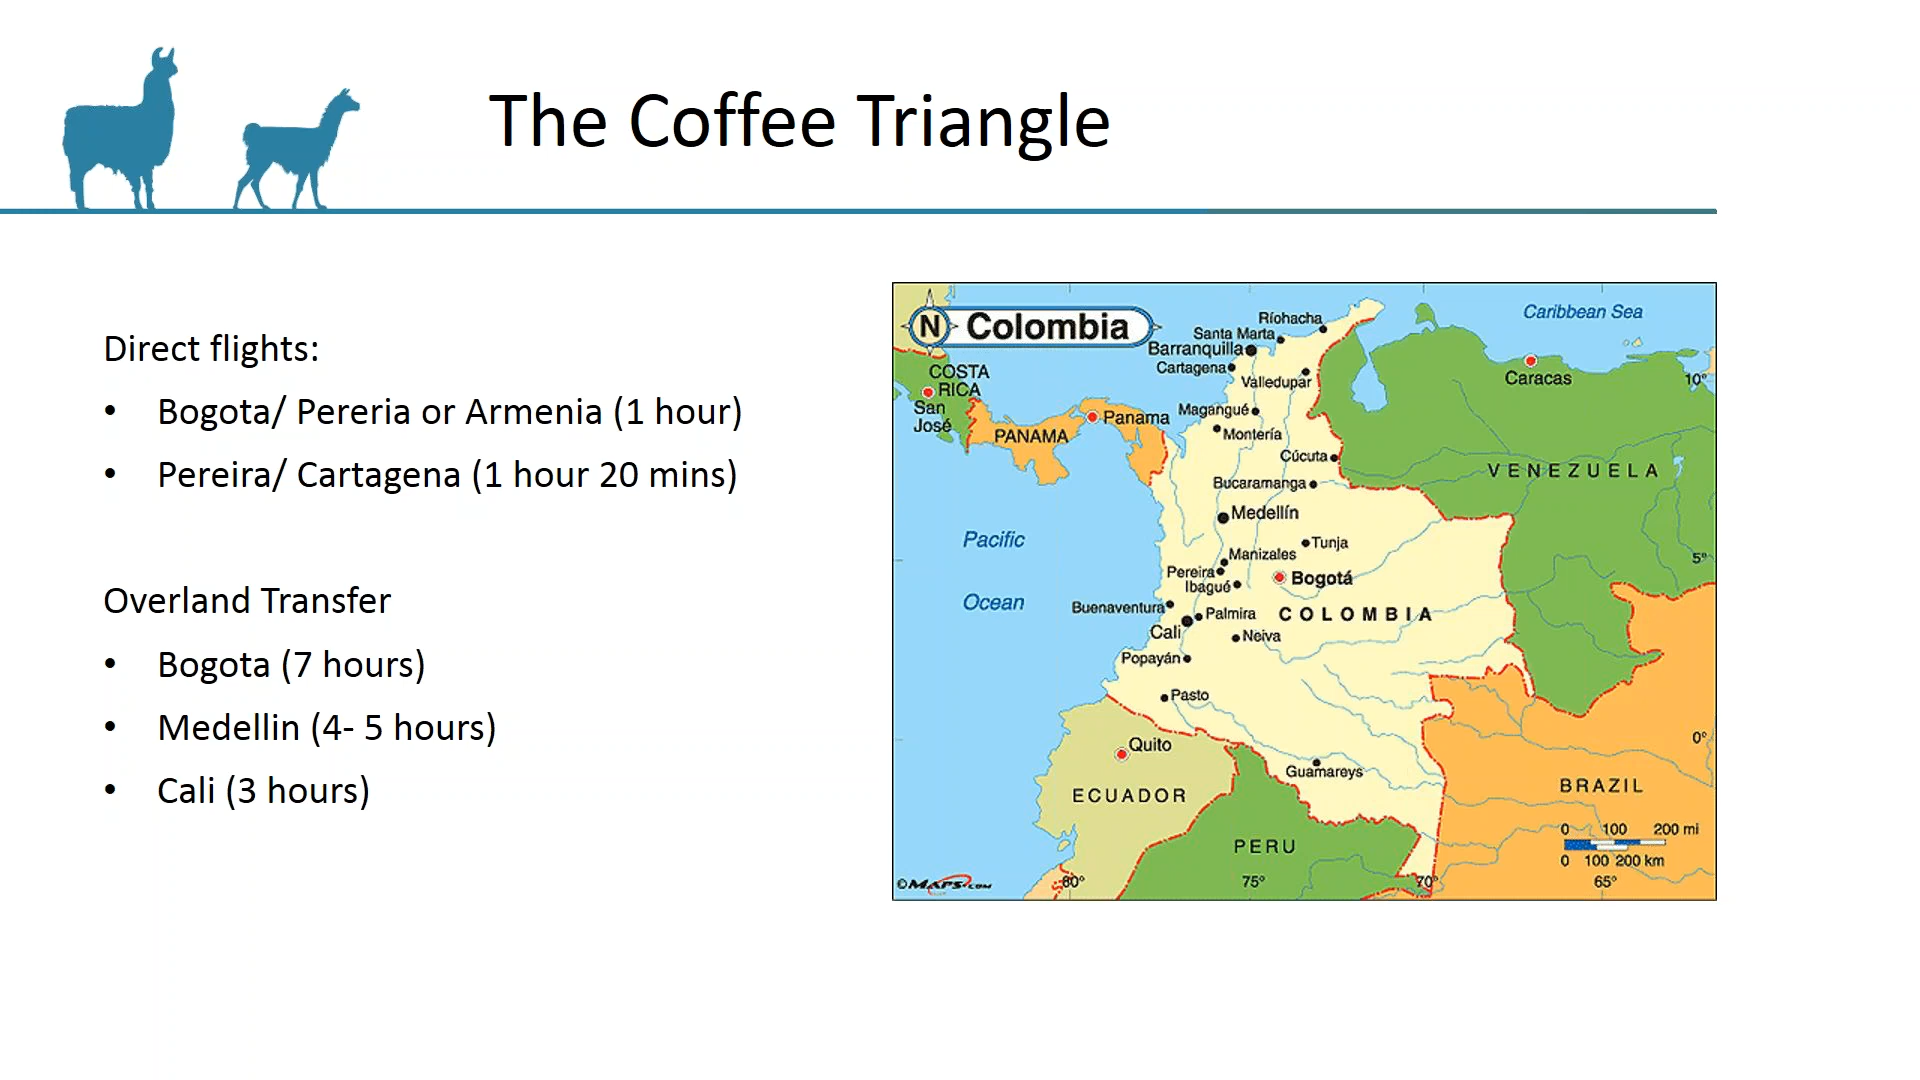 The Coffee Triangle
Direct flights:
• Bogota/ Pereria or Armenia (1 hour)
• Pereira/ Cartagena (1 hour 20 mins)
Overland Transfer
• Bogota (7 hours)
• Medellin (4- 5 hours)
• Cali (3 hours)
N Colombia
Caribbean Sea
Ríohacha
Santa Marta
Barranquilla
Cartagena
Valledupar
Caracas
10°
COSTA
RICA
San
José
PANAMA
Panama
Magangué
Montería
Cúcuta
VENEZUELA
Bucaramanga
Medellín
Pacific
Ocean
Tunja
Manizales
5°
Pereira
Ibagué
Bogotá
Buenaventura
Palmira
COLOMBIA
Cali
Neiva
Popayán
Pasto
Quito
0°
Guamareys
ECUADOR
BRAZIL
PERU
0 100 200 mi
0 100 200 km
©MAPS.COM
80°
75°
70°
65°